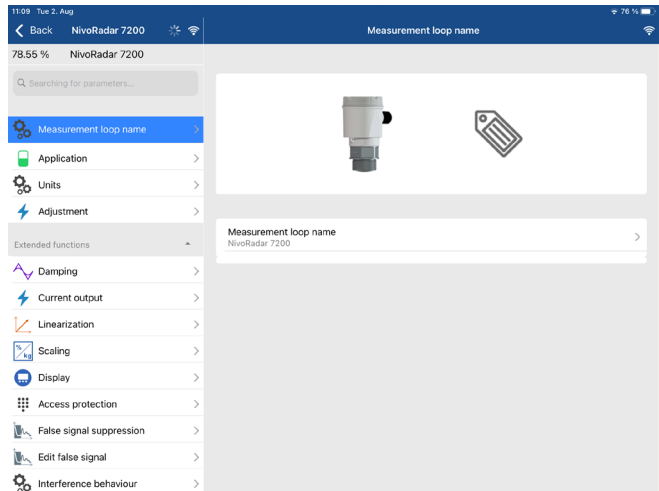 11:09 Tue 2. Aug
76 %
Back NivoRadar 7200
Measurement loop name
78.55 % NivoRadar 7200
Searching for parameters...
Measurement loop name
Application
Units
Adjustment
Extended functions
Damping
Current output
Linearization
% kg Scaling
Display
Access protection
False signal suppression
Edit false signal
Interference behaviour
Measurement loop name
NivoRadar 7200